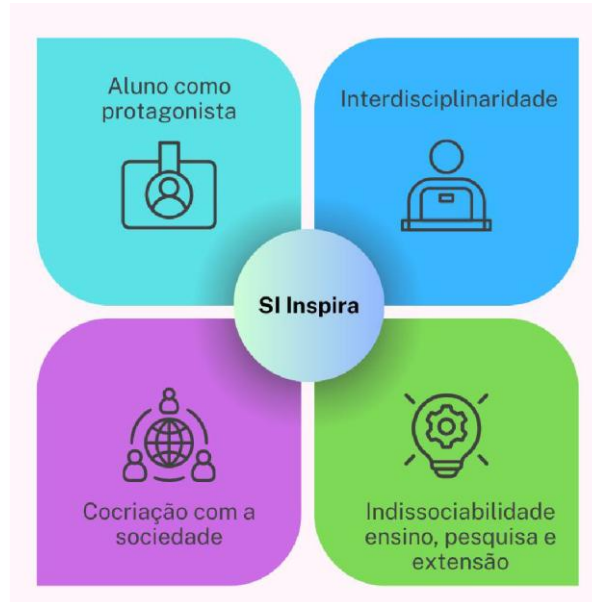 Aluno como
protagonista
Interdisciplinaridade
SI Inspira
Cocriação com a
sociedade
Indissociabilidade
ensino, pesquisa e
extensão